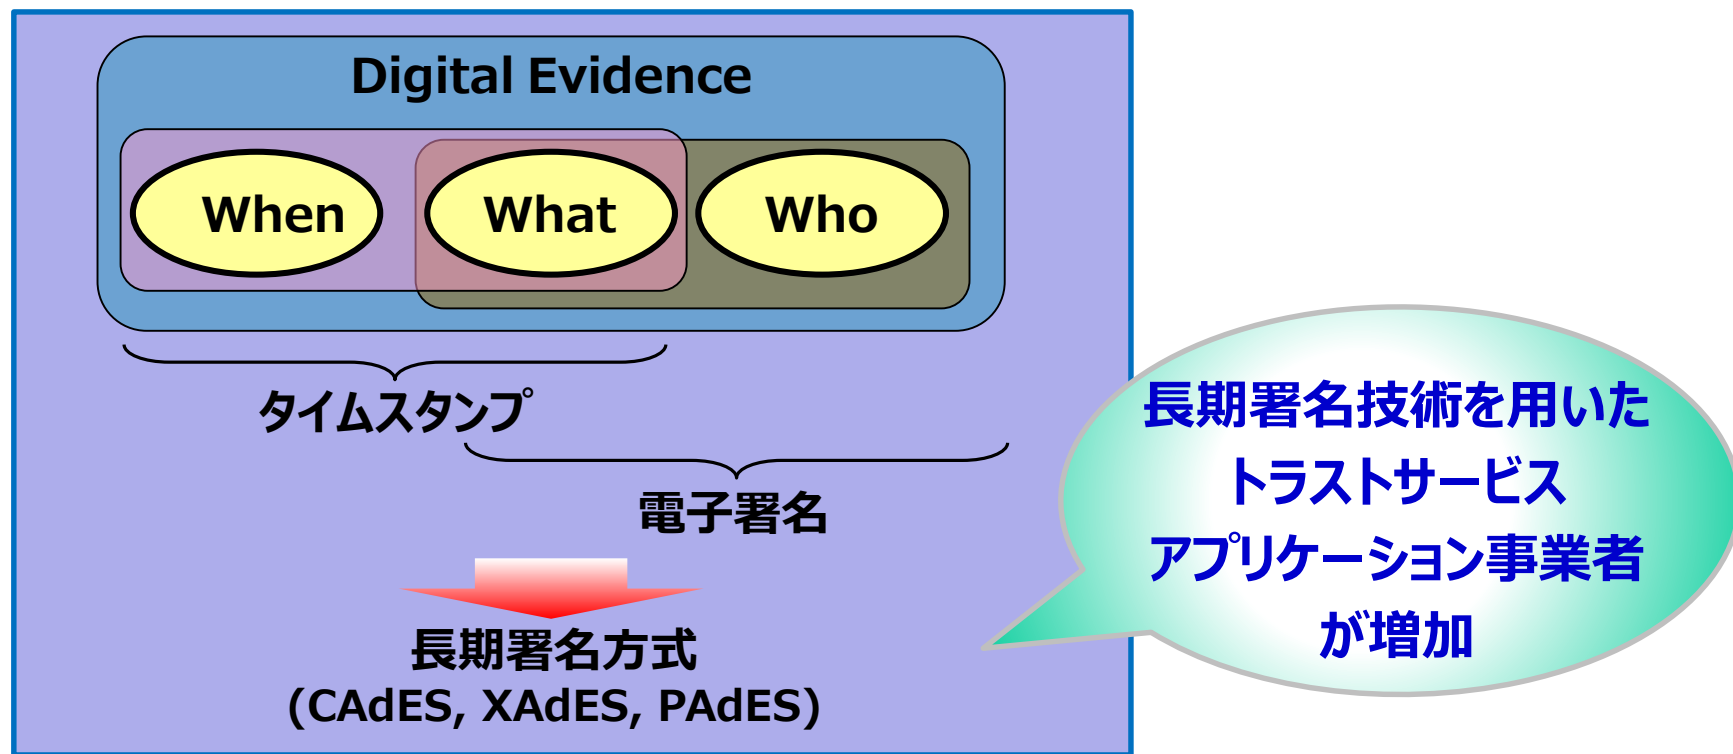 Digital Evidence
When
What
Who
タイムスタンプ
電子署名
長期署名方式
(CAdES, XAdES, PAdES)
長期署名技術を用いた
トラストサービス
アプリケーション事業者
が増加